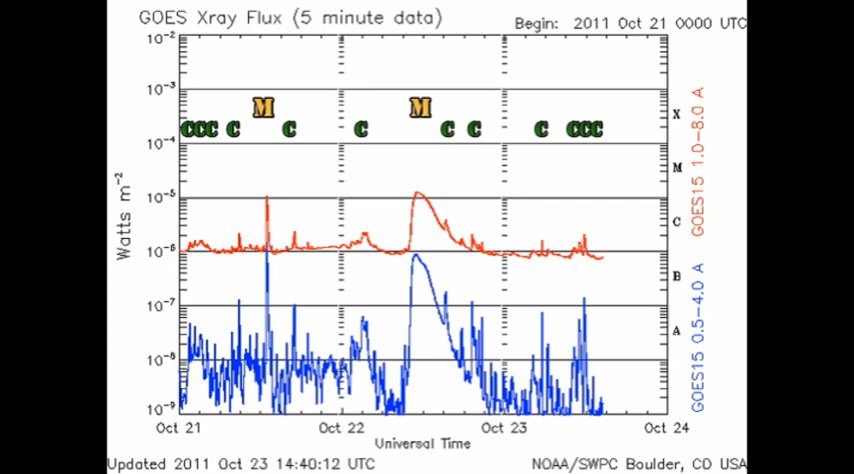 GOES Xray Flux (5 minute data)
Begin: 2011 Oct 21 0000 UTC
10⁻²
10⁻³
M M
X
C C C C C C C C C C C C
10⁻⁴
M
10⁻⁵
C
10⁻⁶
B
10⁻⁷
A
10⁻⁸
10⁻⁹
Watts m⁻²
GOES15 1.0-8.0 A
GOES15 0.5-4.0 A
Oct 21 Oct 22 Oct 23 Oct 24
Universal Time
Updated 2011 Oct 23 14:40:12 UTC
NOAA/SWPC Boulder, CO USA